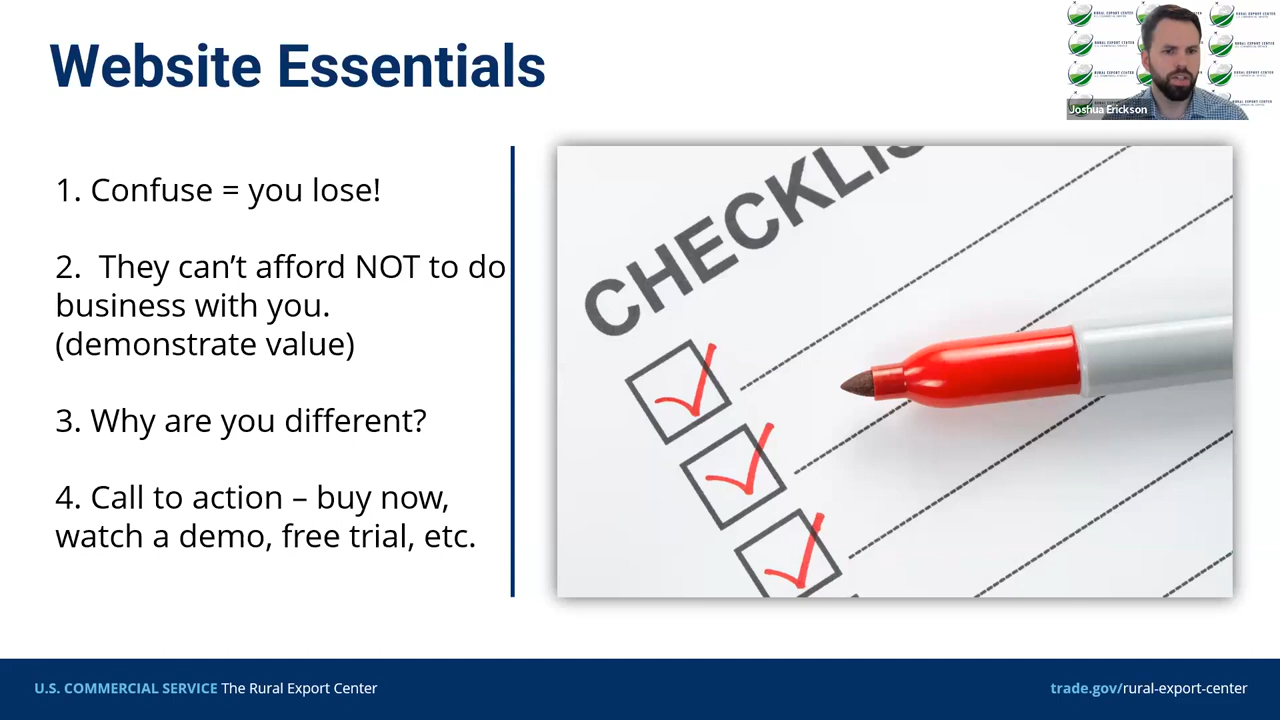 Website Essentials
Joshua Erickson
1. Confuse = you lose!
2. They can’t afford NOT to do
business with you.
(demonstrate value)
3. Why are you different?
4. Call to action – buy now,
watch a demo, free trial, etc.
CHECKLIS
U.S. COMMERCIAL SERVICE The Rural Export Center
trade.gov/rural-export-center